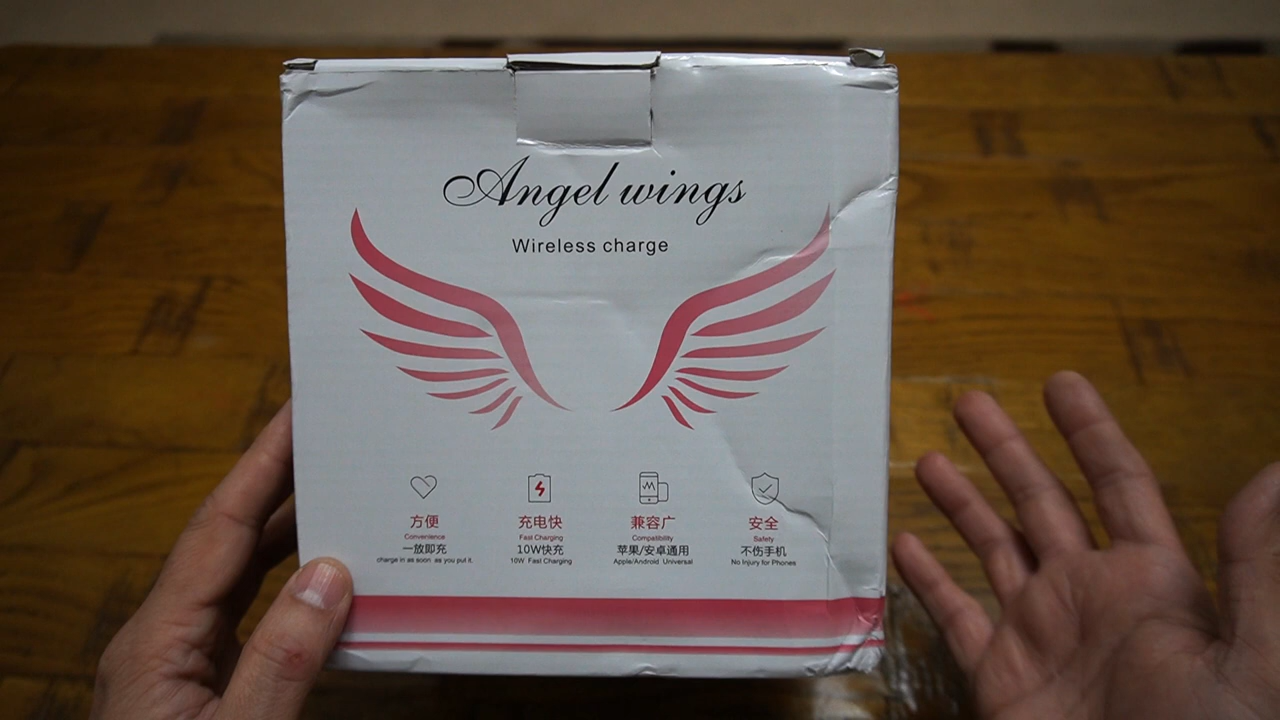 Angel wings
Wireless charge
方便
Convenience
一放即充
charge in as soon as you put it.
充电快
Fast Charging
10W快充
10W Fast Charging
兼容广
Compatibility
苹果/安卓通用
Apple/Android Universal
安全
Safety
不伤手机
No Injury for Phones